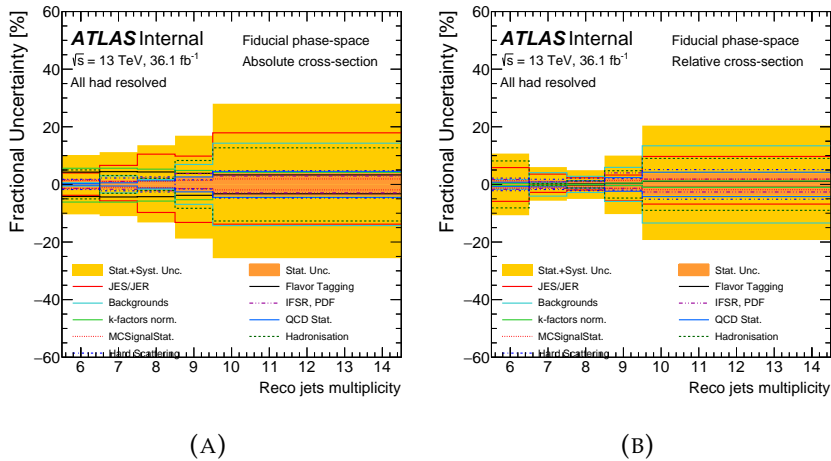 Fractional Uncertainty [%]
60
40
20
0
−20
−40
−60
ATLAS Internal
√s = 13 TeV, 36.1 fb-1
All had resolved
Fiducial phase-space
Absolute cross-section
Stat.+Syst. Unc.
Stat. Unc.
JES/JER
Flavor Tagging
Backgrounds
IFSR, PDF
k-factors norm.
QCD Stat.
MCSignalStat.
Hadronisation
Hard Scattering
6 7 8 9 10 11 12 13 14
Reco jets multiplicity
(A)
Fractional Uncertainty [%]
60
40
20
0
−20
−40
−60
ATLAS Internal
√s = 13 TeV, 36.1 fb-1
All had resolved
Fiducial phase-space
Relative cross-section
Stat.+Syst. Unc.
Stat. Unc.
JES/JER
Flavor Tagging
Backgrounds
IFSR, PDF
k-factors norm.
QCD Stat.
MCSignalStat.
Hadronisation
Hard Scattering
6 7 8 9 10 11 12 13 14
Reco jets multiplicity
(B)